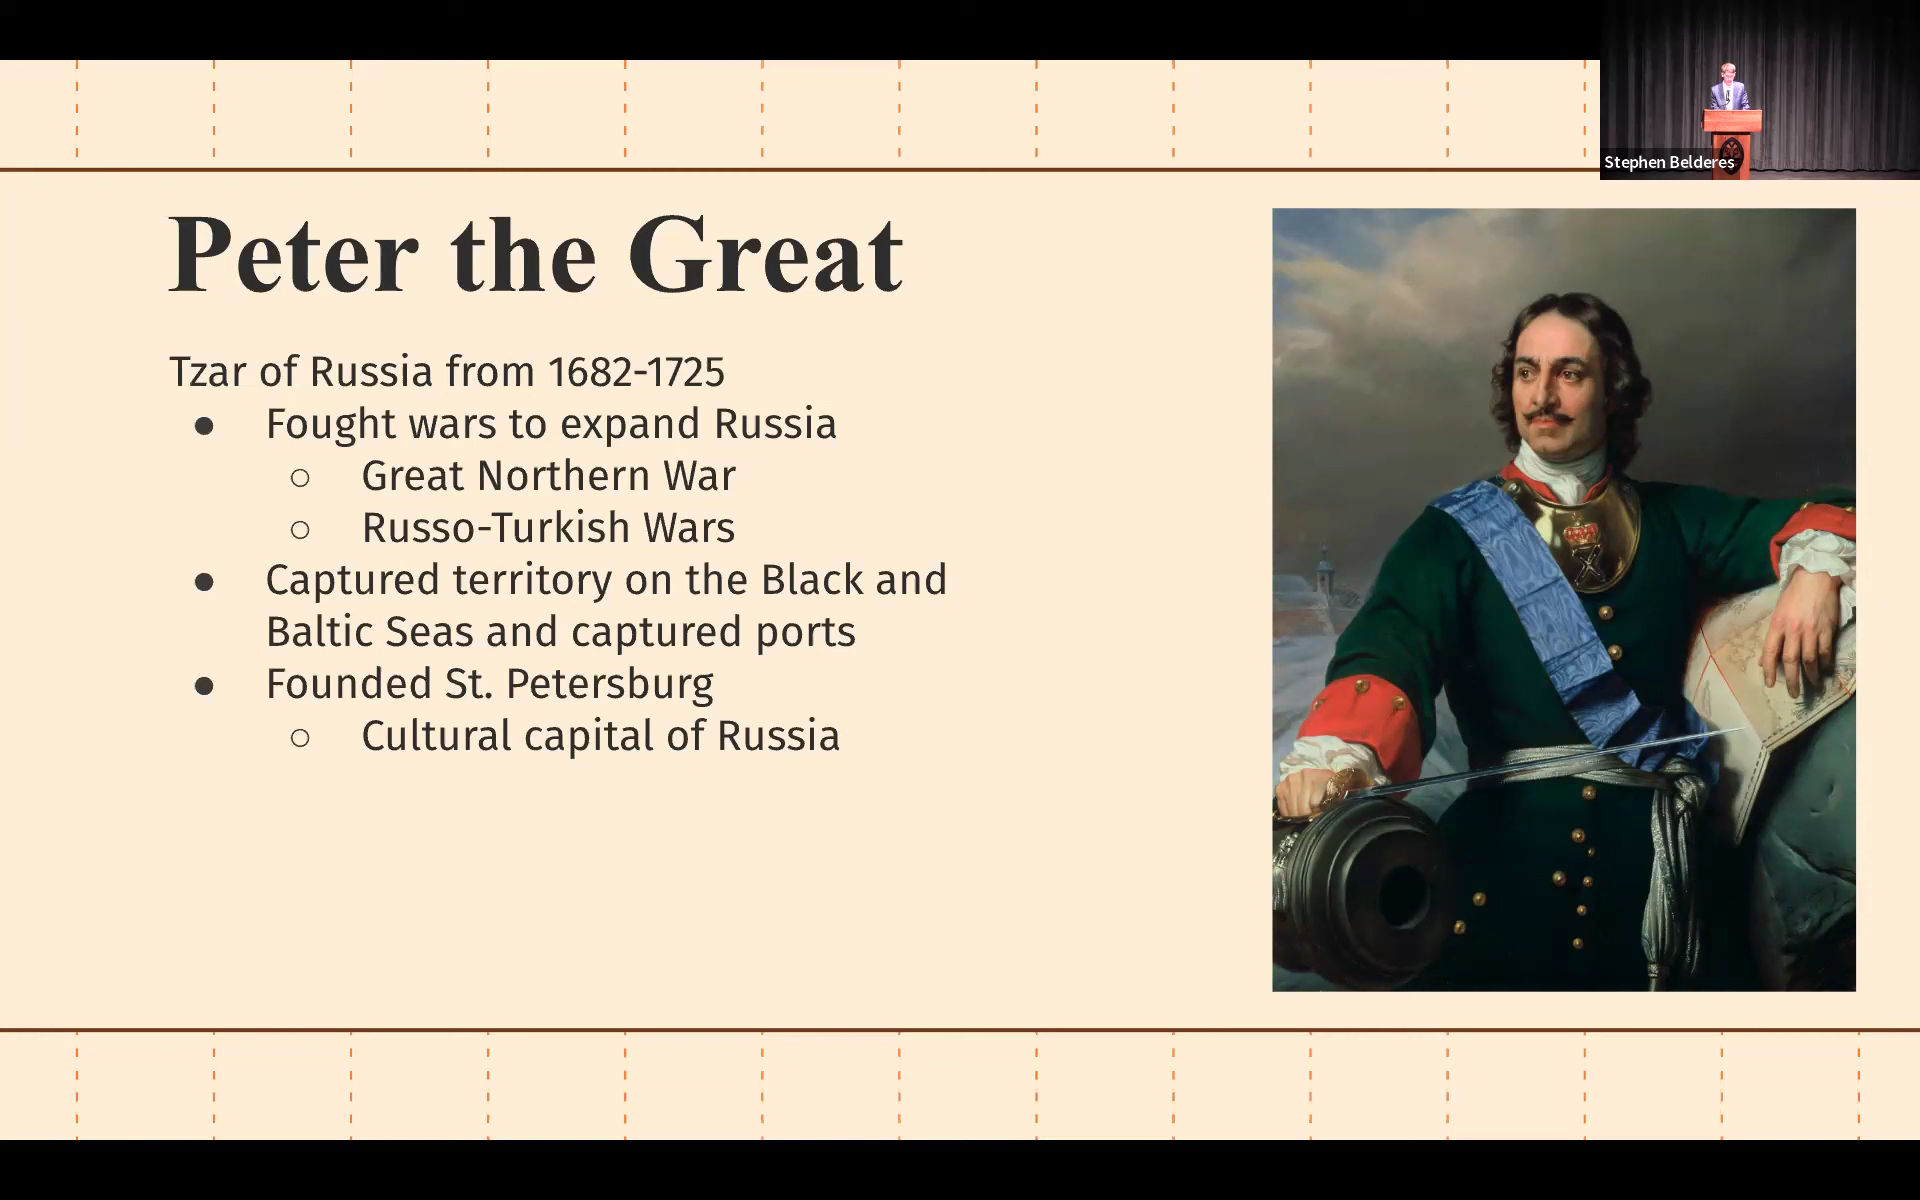 Stephen Belderes
Peter the Great
Tzar of Russia from 1682-1725
● Fought wars to expand Russia
○ Great Northern War
○ Russo-Turkish Wars
● Captured territory on the Black and
Baltic Seas and captured ports
● Founded St. Petersburg
○ Cultural capital of Russia